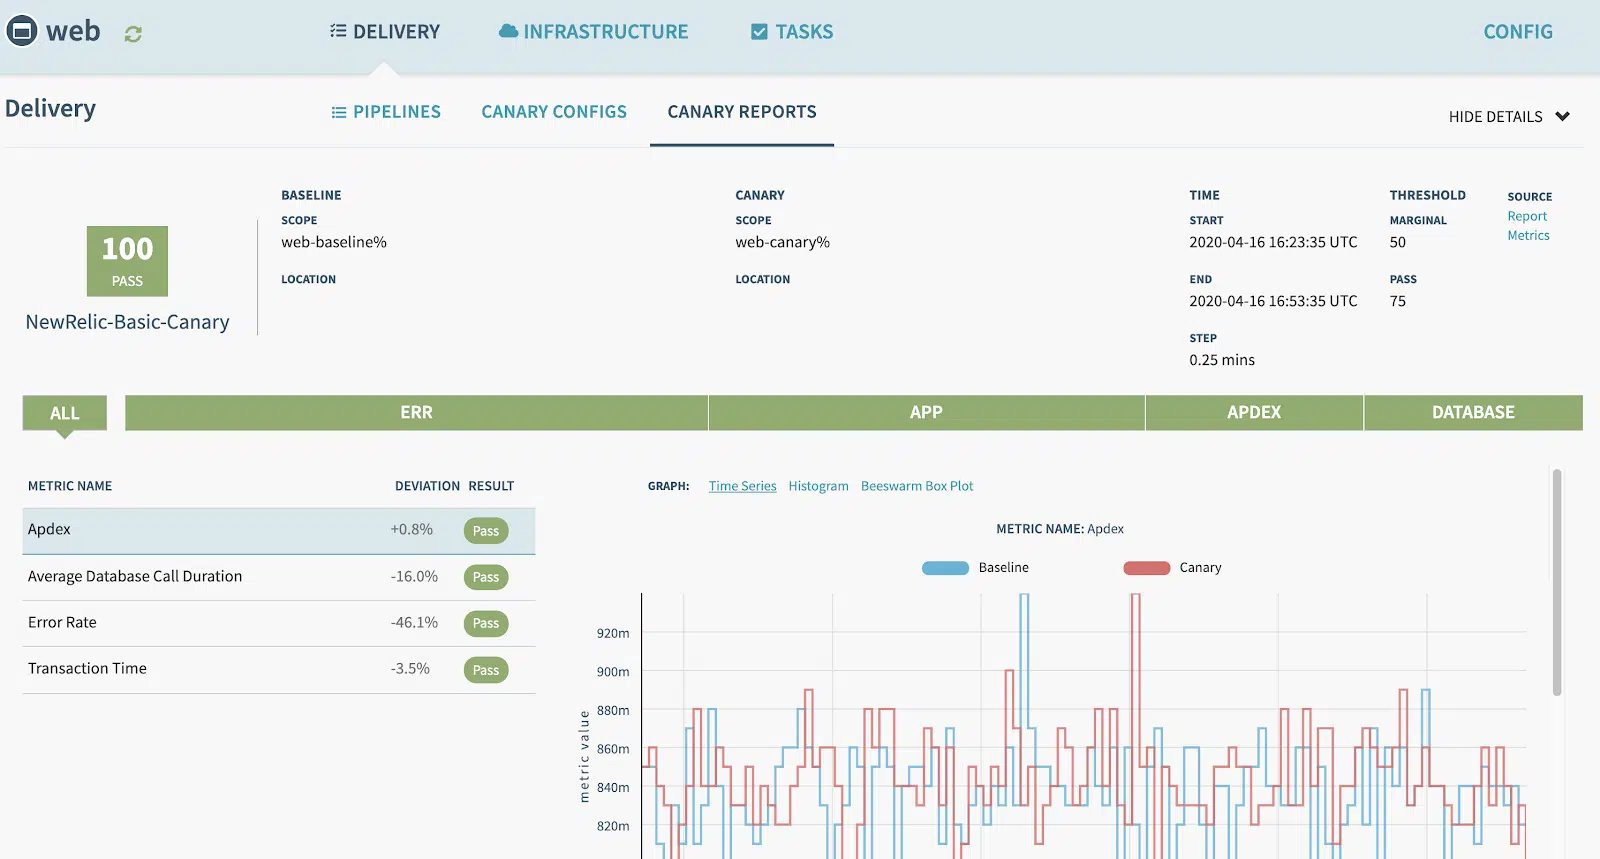 web
DELIVERY
INFRASTRUCTURE
TASKS
CONFIG
Delivery
PIPELINES
CANARY CONFIGS
CANARY REPORTS
HIDE DETAILS
100
PASS
NewRelic-Basic-Canary
BASELINE
SCOPE
web-baseline%
LOCATION
CANARY
SCOPE
web-canary%
LOCATION
TIME
START
2020-04-16 16:23:35 UTC
END
2020-04-16 16:53:35 UTC
STEP
0.25 mins
THRESHOLD
MARGINAL
50
PASS
75
SOURCE
Report
Metrics
ALL
ERR
APP
APDEX
DATABASE
METRIC NAME DEVIATION RESULT
Apdex +0.8% Pass
Average Database Call Duration -16.0% Pass
Error Rate -46.1% Pass
Transaction Time -3.5% Pass
GRAPH: Time Series Histogram Beeswarm Box Plot
METRIC NAME: Apdex
Baseline
Canary
metric value
920m
900m
880m
860m
840m
820m